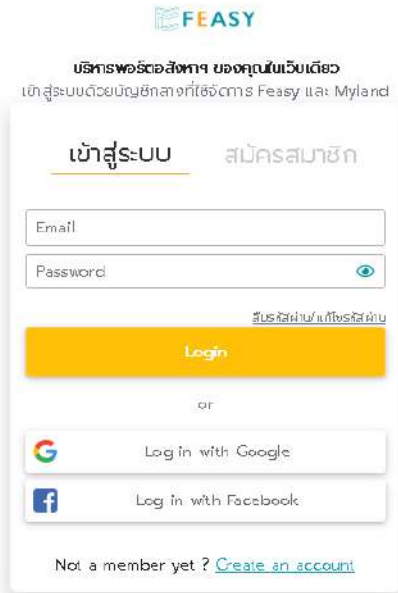 FEASY
บริหารพอร์ตอสังหาฯ ของคุณในเว็บเดียว
เข้าสู่ระบบด้วยบัญชีกลางที่ใช้จัดการ Feasy และ Myland
เข้าสู่ระบบ สมัครสมาชิก
Email
Password
ลืมรหัสผ่าน/แก้ไขรหัสผ่าน
Login
or
Log in with Google
Log in with Facebook
Not a member yet ? Create an account